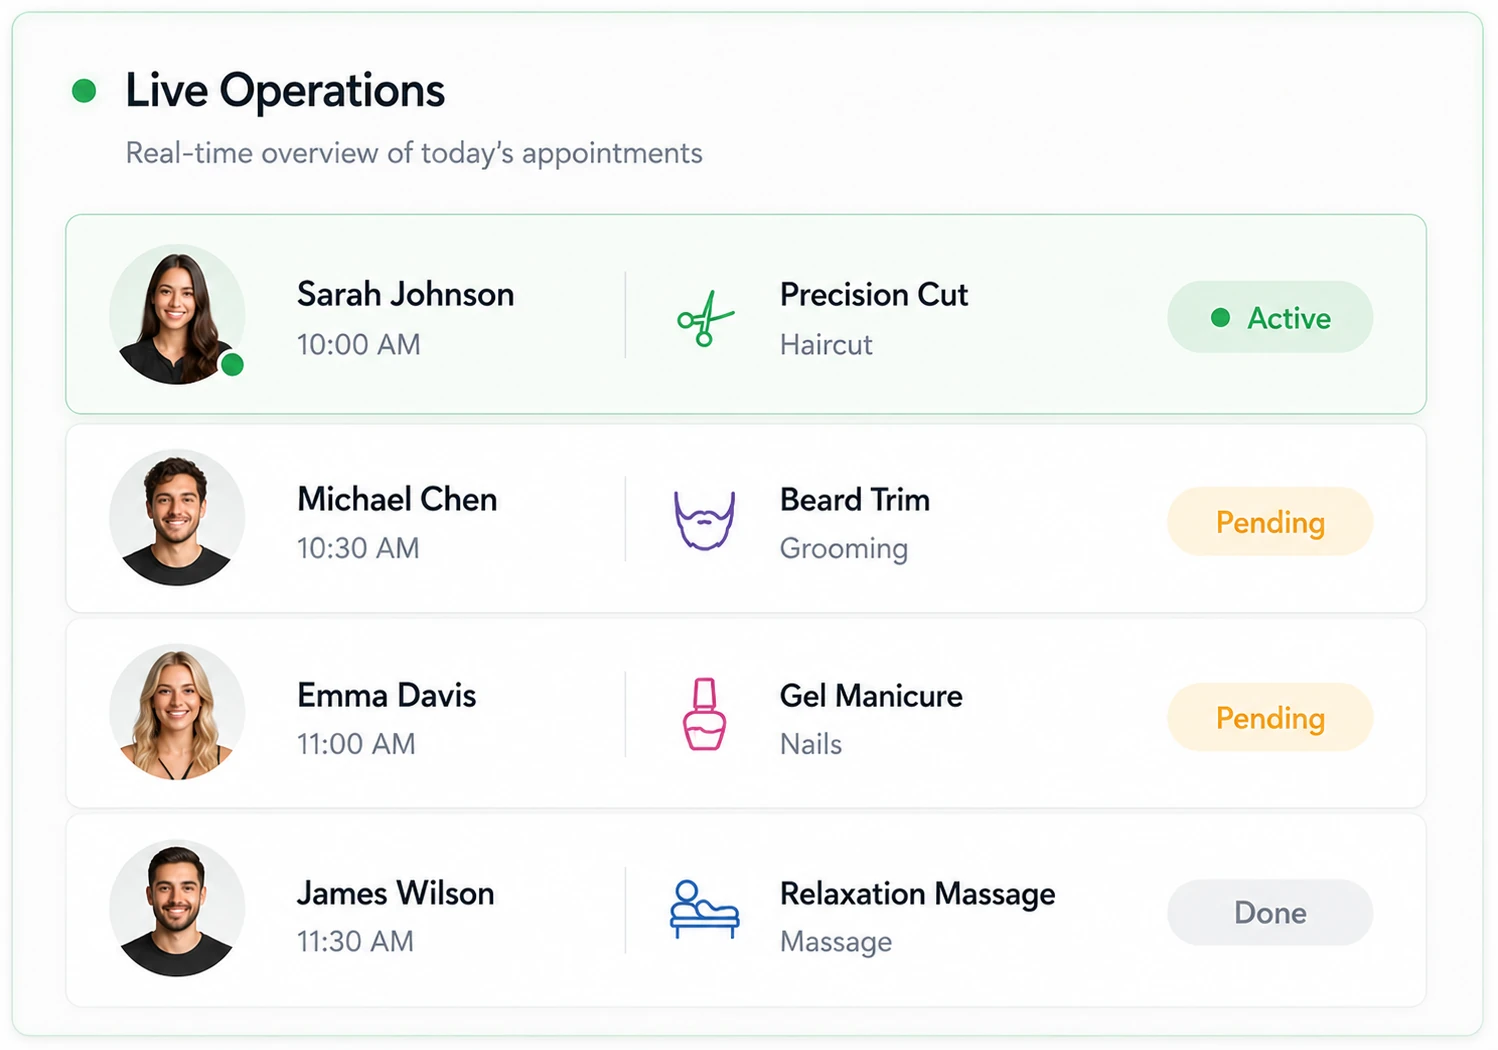 Live Operations
Real-time overview of today's appointments
Sarah Johnson
10:00 AM
Precision Cut
Haircut
Active
Michael Chen
10:30 AM
Beard Trim
Grooming
Pending
Emma Davis
11:00 AM
Gel Manicure
Nails
Pending
James Wilson
11:30 AM
Relaxation Massage
Massage
Done